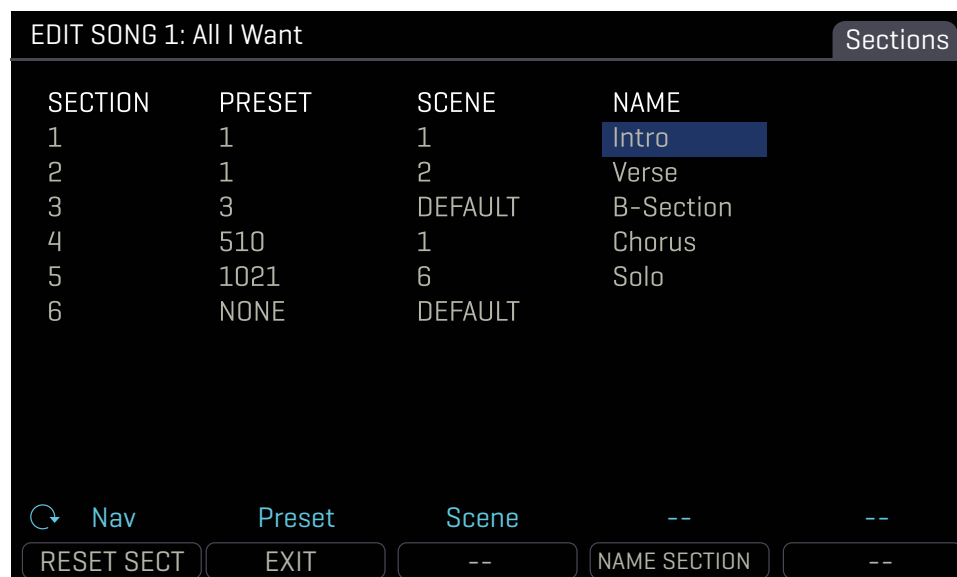 EDIT SONG 1: All I Want
Sections
SECTION PRESET SCENE NAME
1 1 1 Intro
2 1 2 Verse
3 3 DEFAULT B-Section
4 510 1 Chorus
5 1021 6 Solo
6 NONE DEFAULT
Nav Preset Scene -- --
RESET SECT EXIT -- NAME SECTION --